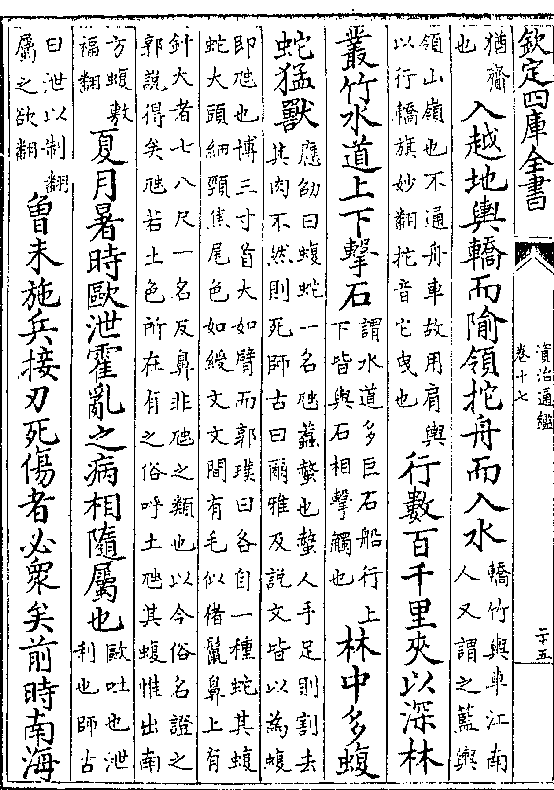 欽定四庫全書
資治通鑑
卷十七
二十五
猶齋
也
入越地輿轎而隃領拕舟而入水
轎竹輿車江南
人又謂之籃輿
領山嶺也不通舟車故用肩輿
以行轎旗妙翻拕音它曳也
行數百千里夾以深林
叢竹水道上下擊石
謂水道多巨石船行上
下皆與石相擊觸也
林中多蝮
蛇猛獸
應劭曰蝮蛇一名虺蠚螫也螫人手足則割去
其肉不然則死師古曰爾雅及説文皆以為蝮
即虺也博三寸首大如臂而郭璞曰各自一種蛇其蝮
蛇大頭細頸焦尾色如綬文文間有毛似猪鬛鼻上有
針大者七八尺一名反鼻非虺之類也以今俗名證之
郭説得矣虺若土色所在有之俗呼土虺其蝮惟出南
方蝮敷
福翻
夏月暑時歐泄霍亂之病相隨屬也
歐吐也泄
利也師古
曰泄以制翻
屬之欲翻
曾未施兵接刃死傷者必衆矣前時南海